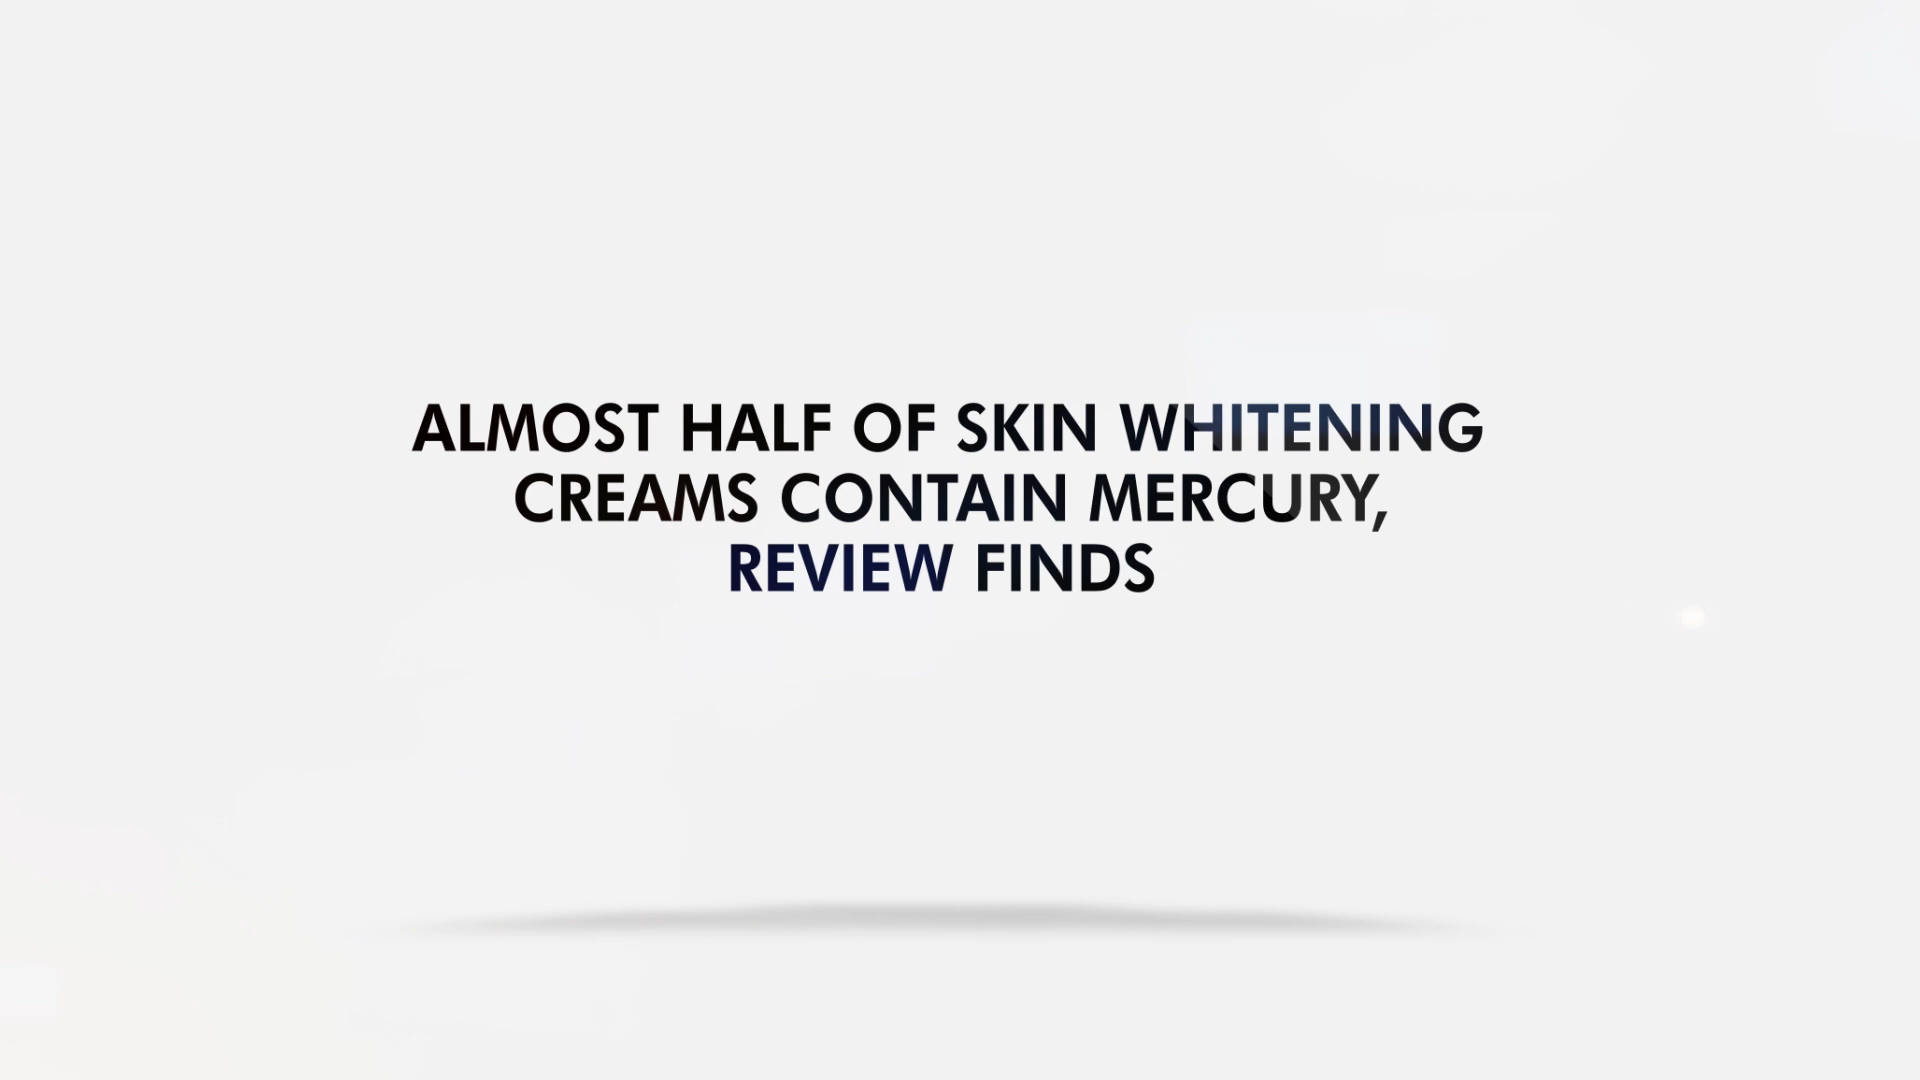 ALMOST HALF OF SKIN WHITENING
CREAMS CONTAIN MERCURY,
REVIEW FINDS